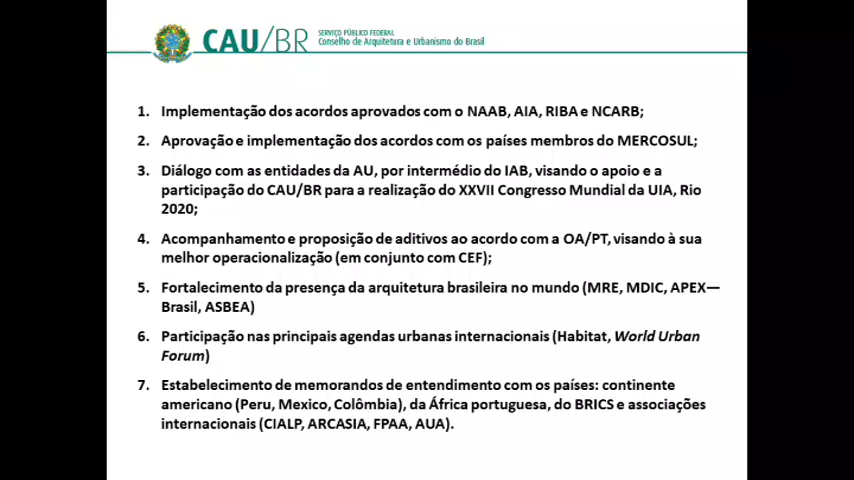 CAU/BR
SERVIÇO PÚBLICO FEDERAL
Conselho de Arquitetura e Urbanismo do Brasil
1. Implementação dos acordos aprovados com o NAAB, AIA, RIBA e NCARB;
2. Aprovação e implementação dos acordos com os países membros do MERCOSUL;
3. Diálogo com as entidades da AU, por intermédio do IAB, visando o apoio e a
participação do CAU/BR para a realização do XXVII Congresso Mundial da UIA, Rio
2020;
4. Acompanhamento e proposição de aditivos ao acordo com a OA/PT, visando à sua
melhor operacionalização (em conjunto com CEF);
5. Fortalecimento da presença da arquitetura brasileira no mundo (MRE, MDIC, APEX—
Brasil, ASBEA)
6. Participação nas principais agendas urbanas internacionais (Habitat, World Urban
Forum)
7. Estabelecimento de memorandos de entendimento com os países: continente
americano (Peru, Mexico, Colômbia), da África portuguesa, do BRICS e associações
internacionais (CIALP, ARCASIA, FPAA, AUA).